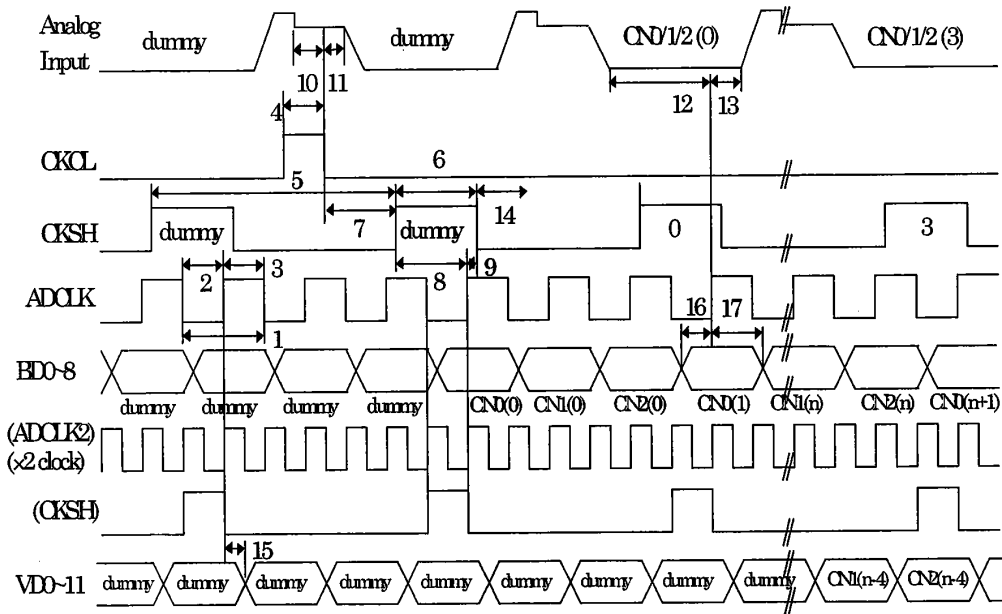 Analog
Input
dummy
dummy
CN0/1/2 (0)
CN0/1/2 (3)
10
11
12
13
4
CKCL
6
5
CKSH
dummy
7
dummy
14
0
3
2
3
8
9
ADCLK
16
17
1
BD0~8
dummy
dummy
dummy
dummy
CN0(0)
CN1(0)
CN2(0)
CN0(1)
CN1(n)
CN2(n)
CN0(n+1)
(ADCLK2)
(×2 clock)
(CKSH)
15
VD0~11
dummy
dummy
dummy
dummy
dummy
dummy
dummy
dummy
dummy
CN1(n-4)
CN2(n-4)